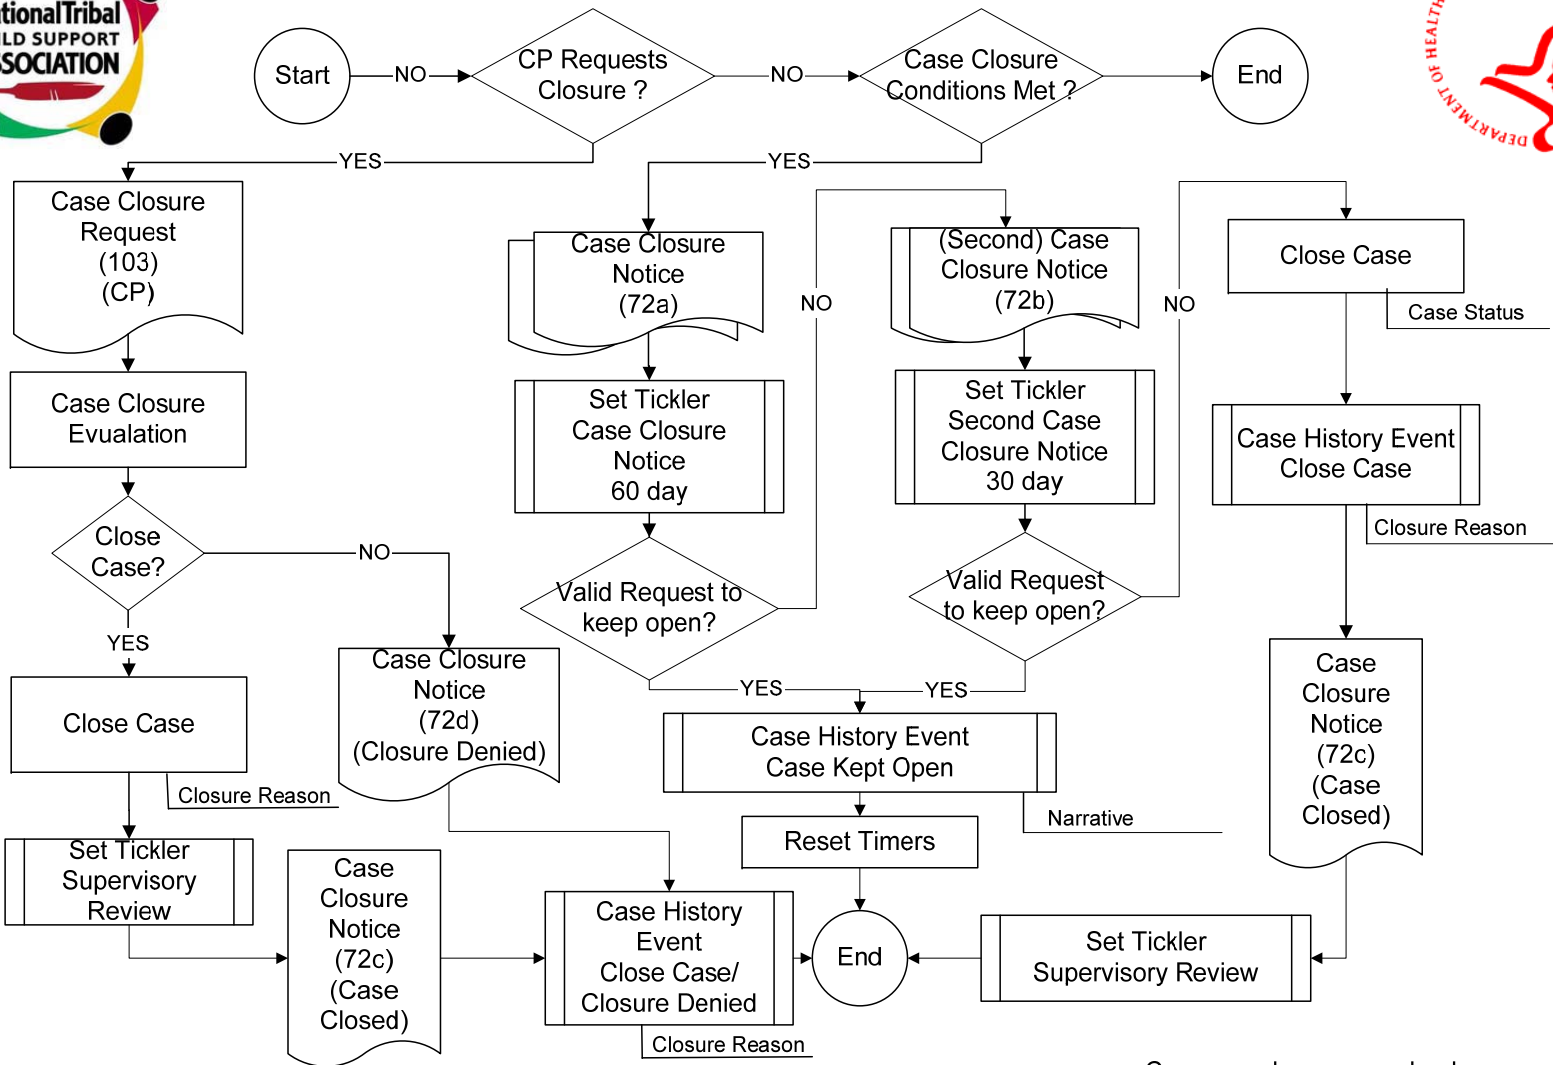 Start
NO
CP Requests
Closure ?
NO
Case Closure
Conditions Met ?
End
YES
YES
Case Closure
Request
(103)
(CP)
Case Closure
Evualation
Close
Case?
NO
YES
Close Case
Closure Reason
Set Tickler
Supervisory
Review
Case Closure
Notice
(72d)
(Closure Denied)
Case
Closure
Notice
(72c)
(Case
Closed)
Case History
Event
Close Case/
Closure Denied
Closure Reason
Case Closure
Notice
(72a)
Set Tickler
Case Closure
Notice
60 day
Valid Request to
keep open?
NO
YES
(Second) Case
Closure Notice
(72b)
Set Tickler
Second Case
Closure Notice
30 day
Valid Request
to keep open?
NO
YES
Case History Event
Case Kept Open
Narrative
Reset Timers
End
Close Case
Case Status
Case History Event
Close Case
Closure Reason
Case
Closure
Notice
(72c)
(Case
Closed)
Set Tickler
Supervisory Review
tionalTribal
LD SUPPORT
SSOCIATION
DEPARTMENT OF HEALTH